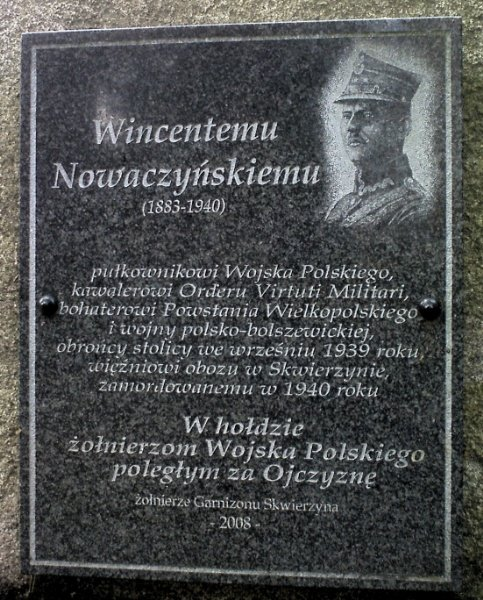 Wincentemu
Nowaczyńskiemu
(1883-1940)
pułkownikowi Wojska Polskiego,
kawalerowi Orderu Virtuti Militari,
bohaterowi Powstania Wielkopolskiego
i wojny polsko-bolszewickiej,
obrońcy stolicy we wrześniu 1939 roku,
więźniowi obozu w Skwierzynie,
zamordowanemu w 1940 roku
W hołdzie
żołnierzom Wojska Polskiego
poległym za Ojczyznę
żołnierze Garnizonu Skwierzyna
- 2008 -